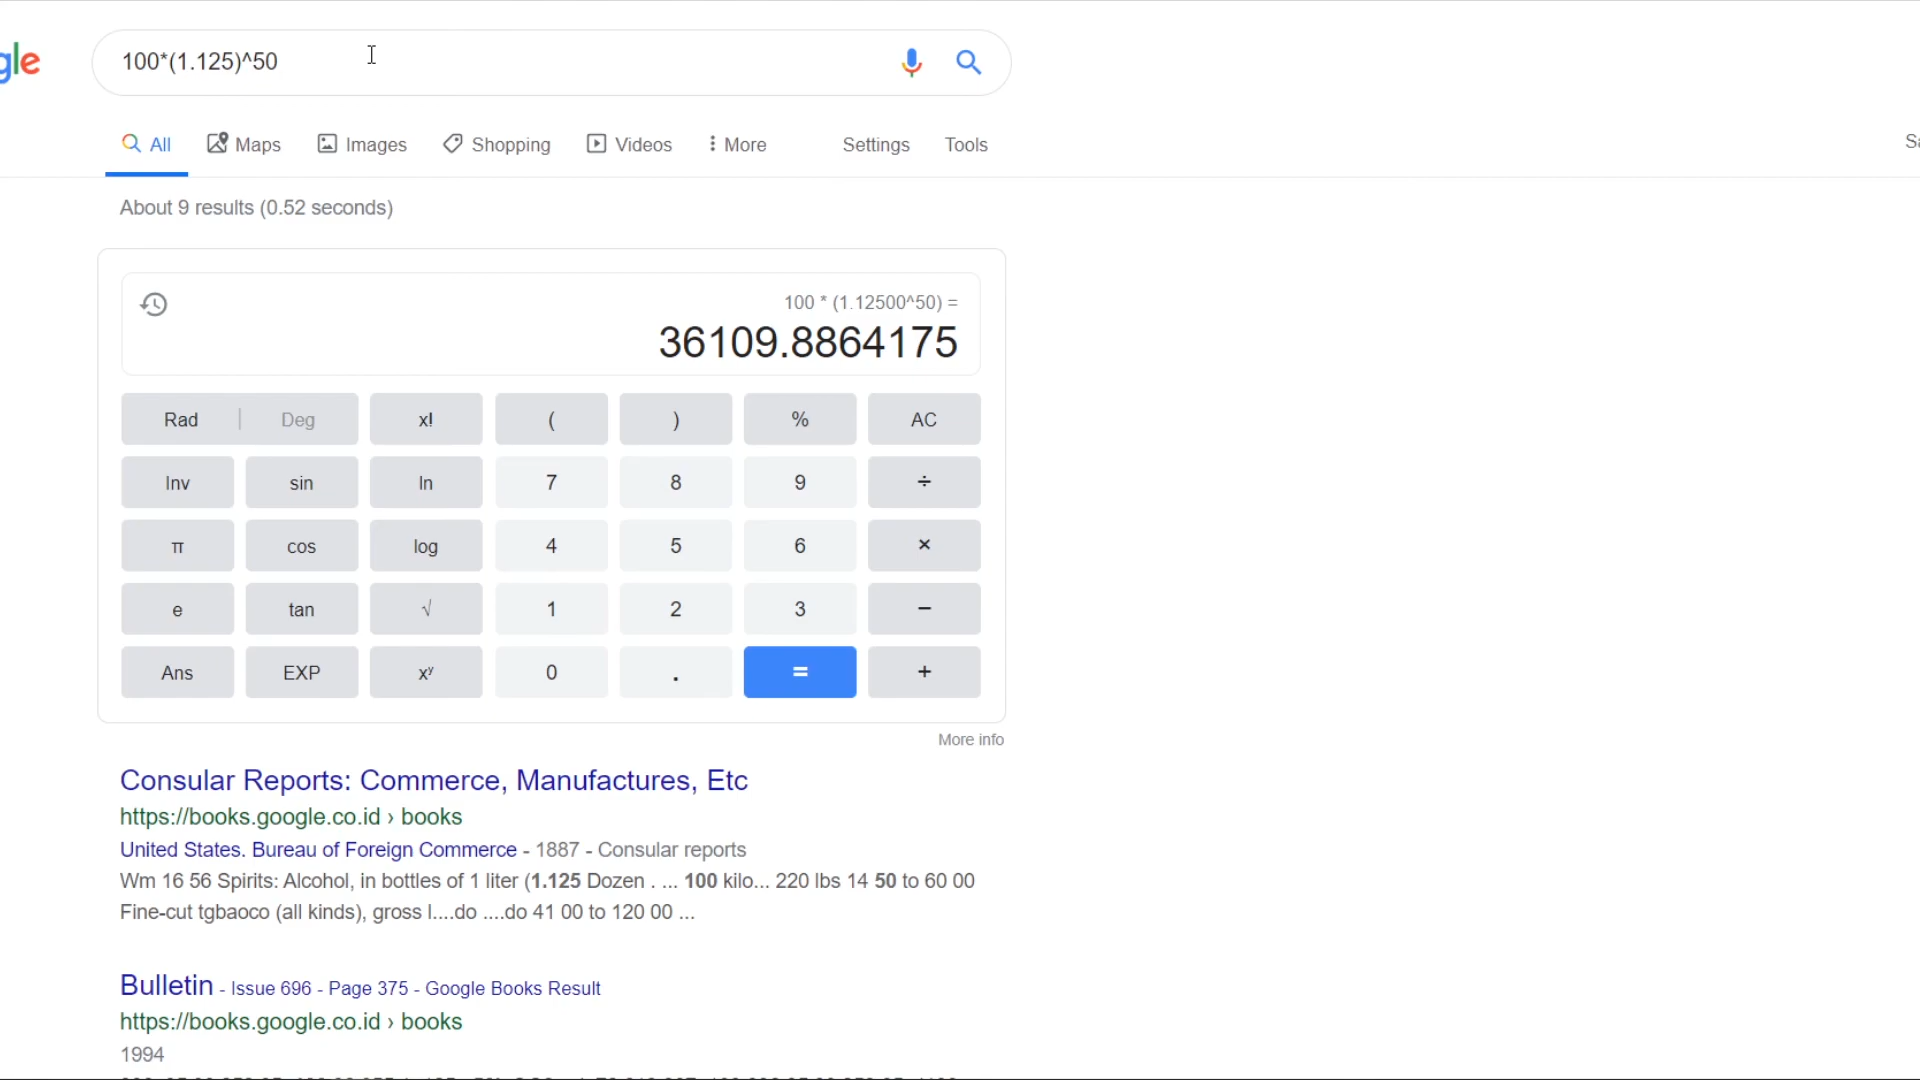 gle
100*(1.125)^50
All Maps Images Shopping Videos More Settings Tools
About 9 results (0.52 seconds)
100 * (1.12500^50) =
36109.8864175
Rad | Deg x! ( ) % AC
Inv sin ln 7 8 9 ÷
π cos log 4 5 6 ×
e tan √ 1 2 3 −
Ans EXP xʸ 0 . = +
More info
Consular Reports: Commerce, Manufactures, Etc
https://books.google.co.id › books
United States. Bureau of Foreign Commerce - 1887 - Consular reports
Wm 16 56 Spirits: Alcohol, in bottles of 1 liter (1.125 Dozen . ... 100 kilo... 220 lbs 14 50 to 60 00
Fine-cut tgbaoco (all kinds), gross I....do ....do 41 00 to 120 00 ...
Bulletin - Issue 696 - Page 375 - Google Books Result
https://books.google.co.id › books
1994